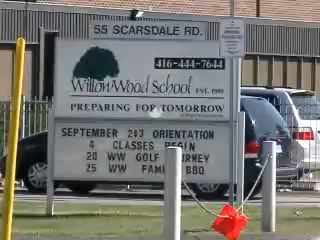 55 SCARSDALE RD.
416-444-7644
WillowWood School EST. 1980
PREPARING FOR TOMORROW
SEPTEMBER 2&3 ORIENTATION
4 CLASSES BEGIN
20 WW GOLF TOURNEY
25 WW FAMILY BBQ